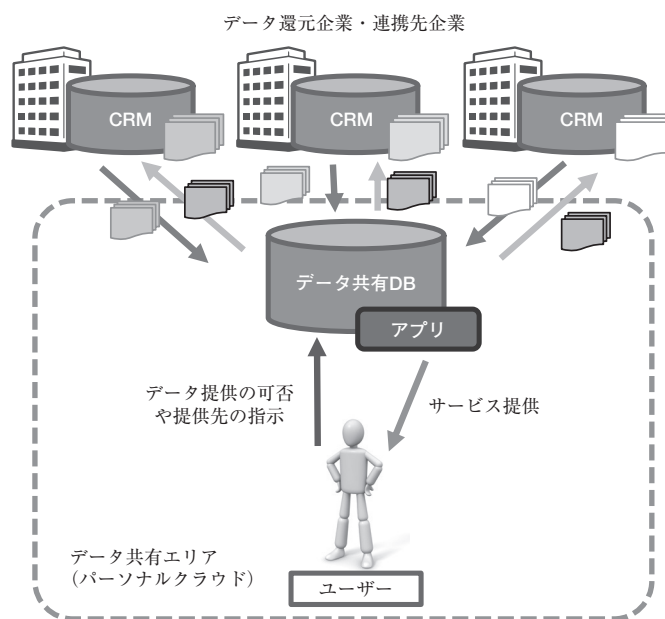 データ還元企業・連携先企業
CRM
CRM
CRM
データ共有DB
アプリ
データ提供の可否
や提供先の指示
サービス提供
データ共有エリア
（パーソナルクラウド）
ユーザー